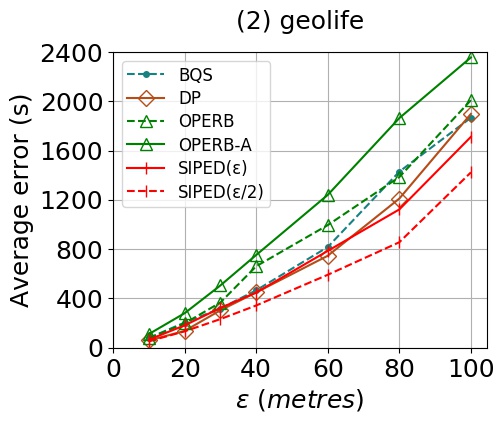 (2) geolife
Average error (s)
2400
2000
1600
1200
800
400
0
BQS
DP
OPERB
OPERB-A
SIPED(ε)
SIPED(ε/2)
0 20 40 60 80 100
ε (metres)